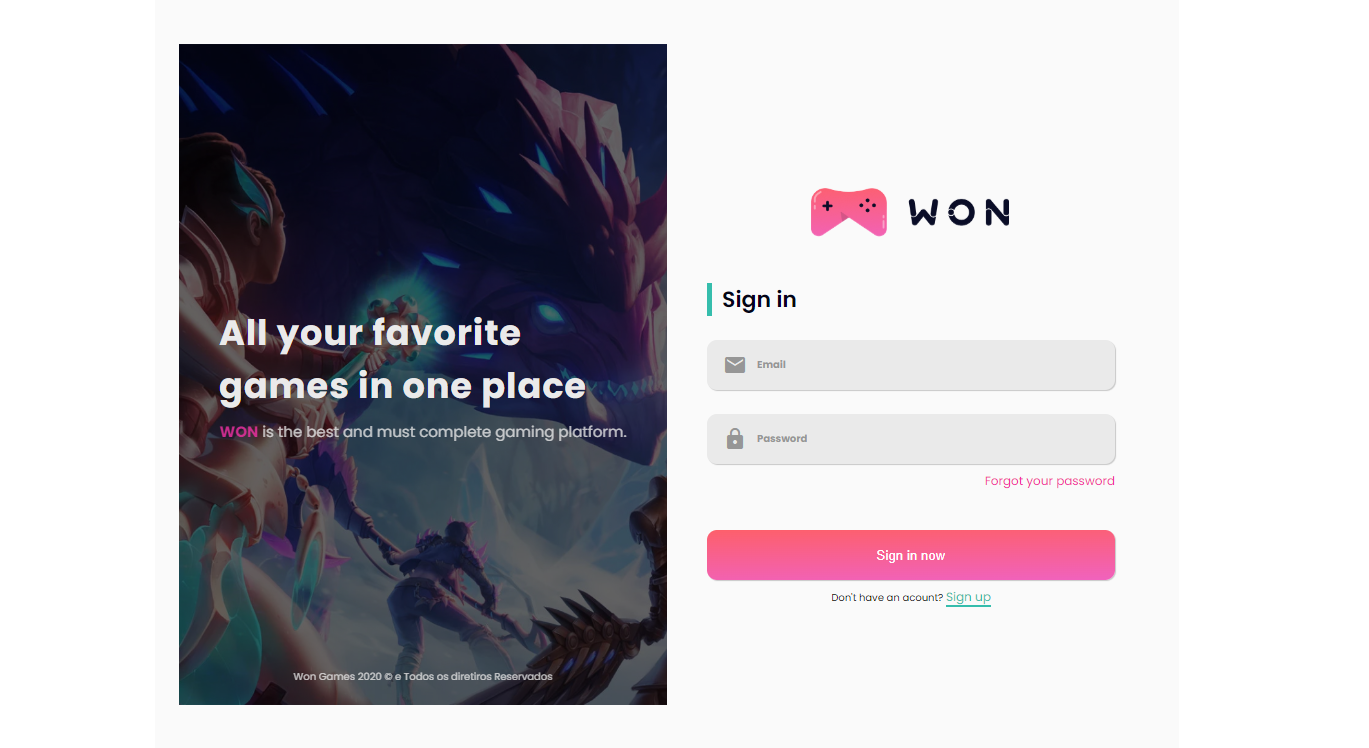 All your favorite
games in one place
WON is the best and must complete gaming platform.
Won Games 2020 © e Todos os diretiros Reservados
WON
Sign in
Email
Password
Forgot your password
Sign in now
Don't have an acount? Sign up